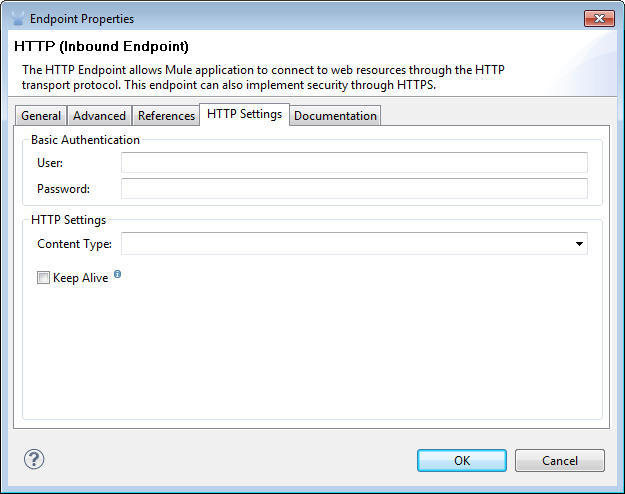 Endpoint Properties
HTTP (Inbound Endpoint)
The HTTP Endpoint allows Mule application to connect to web resources through the HTTP
transport protocol. This endpoint can also implement security through HTTPS.
General Advanced References HTTP Settings Documentation
Basic Authentication
User:
Password:
HTTP Settings
Content Type:
Keep Alive
OK Cancel